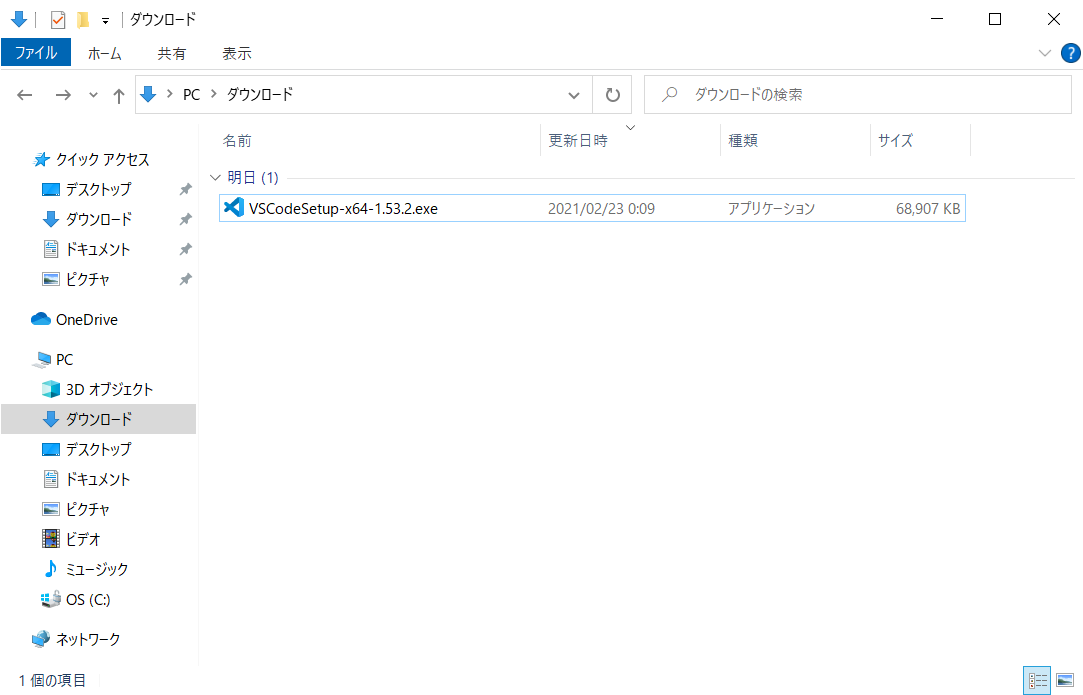 ダウンロード
ファイル ホーム 共有 表示
PC ダウンロード ダウンロードの検索
名前 更新日時 種類 サイズ
クイック アクセス
デスクトップ
ダウンロード
ドキュメント
ピクチャ
OneDrive
PC
3D オブジェクト
ダウンロード
デスクトップ
ドキュメント
ピクチャ
ビデオ
ミュージック
OS (C:)
ネットワーク
明日 (1)
VSCodeSetup-x64-1.53.2.exe 2021/02/23 0:09 アプリケーション 68,907 KB
1 個の項目